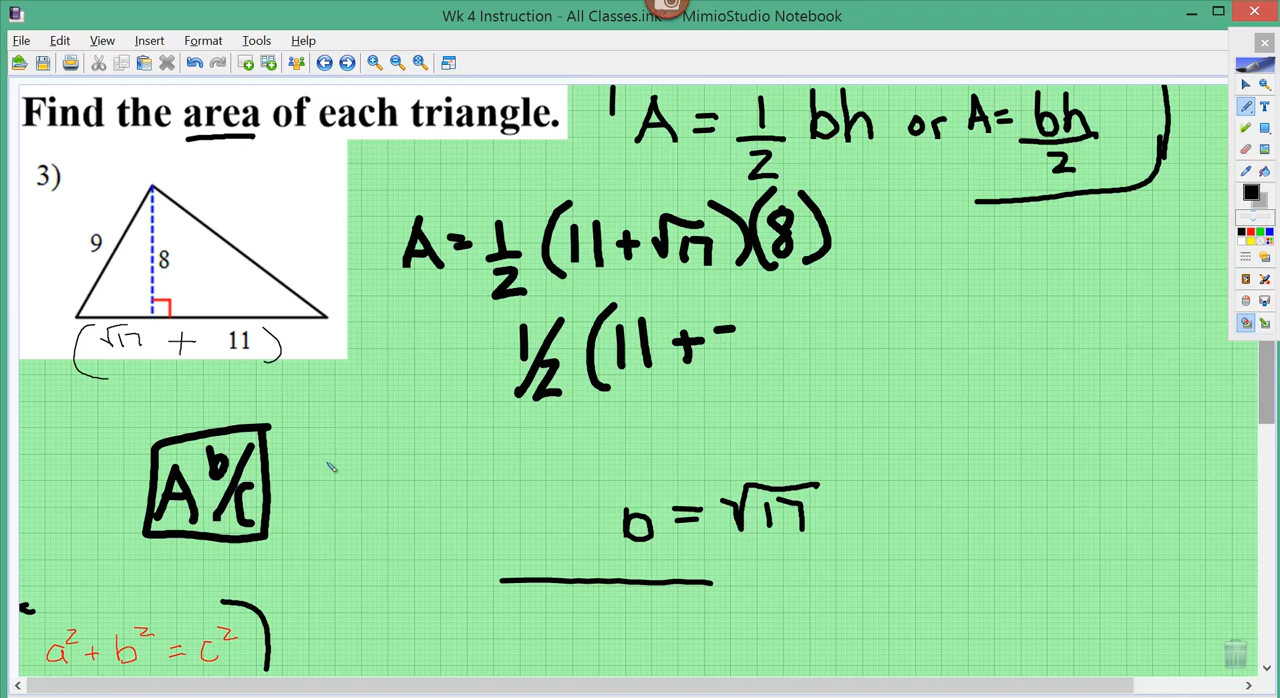 Wk 4 Instruction - All Classes.ink - MimioStudio Notebook
File Edit View Insert Format Tools Help
Find the area of each triangle.
A = 1/2 bh or A = bh/2
3)
9
8
(√17 + 11)
A = 1/2 (11 + √17)(8)
1/2 (11 + -
A b/c
b = √17
a² + b² = c²